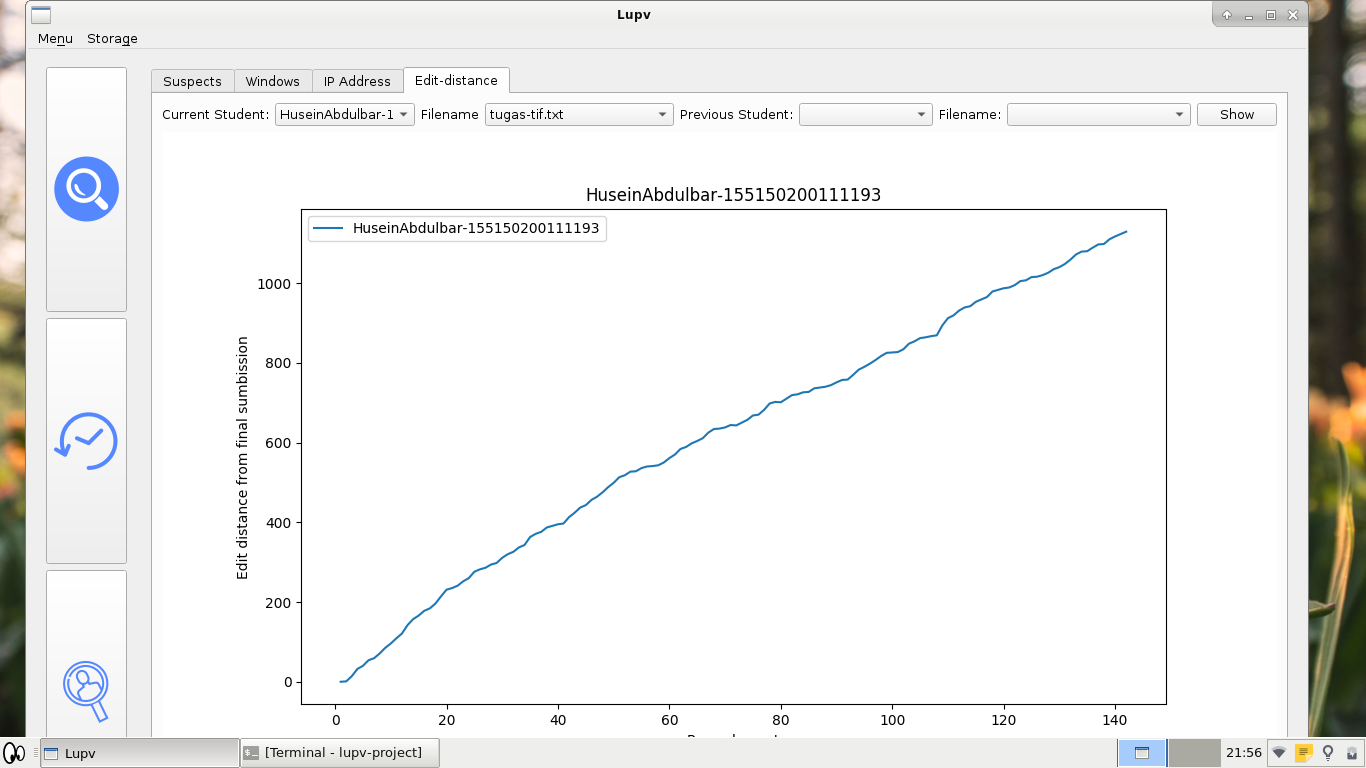 Lupv
Menu Storage
Suspects Windows IP Address Edit-distance
Current Student: HuseinAbdulbar-1 Filename tugas-tif.txt Previous Student: Filename: Show
HuseinAbdulbar-155150200111193
HuseinAbdulbar-155150200111193
Edit distance from final sumbission
1000
800
600
400
200
0
0 20 40 60 80 100 120 140
Lupv [Terminal - lupv-project] 21:56